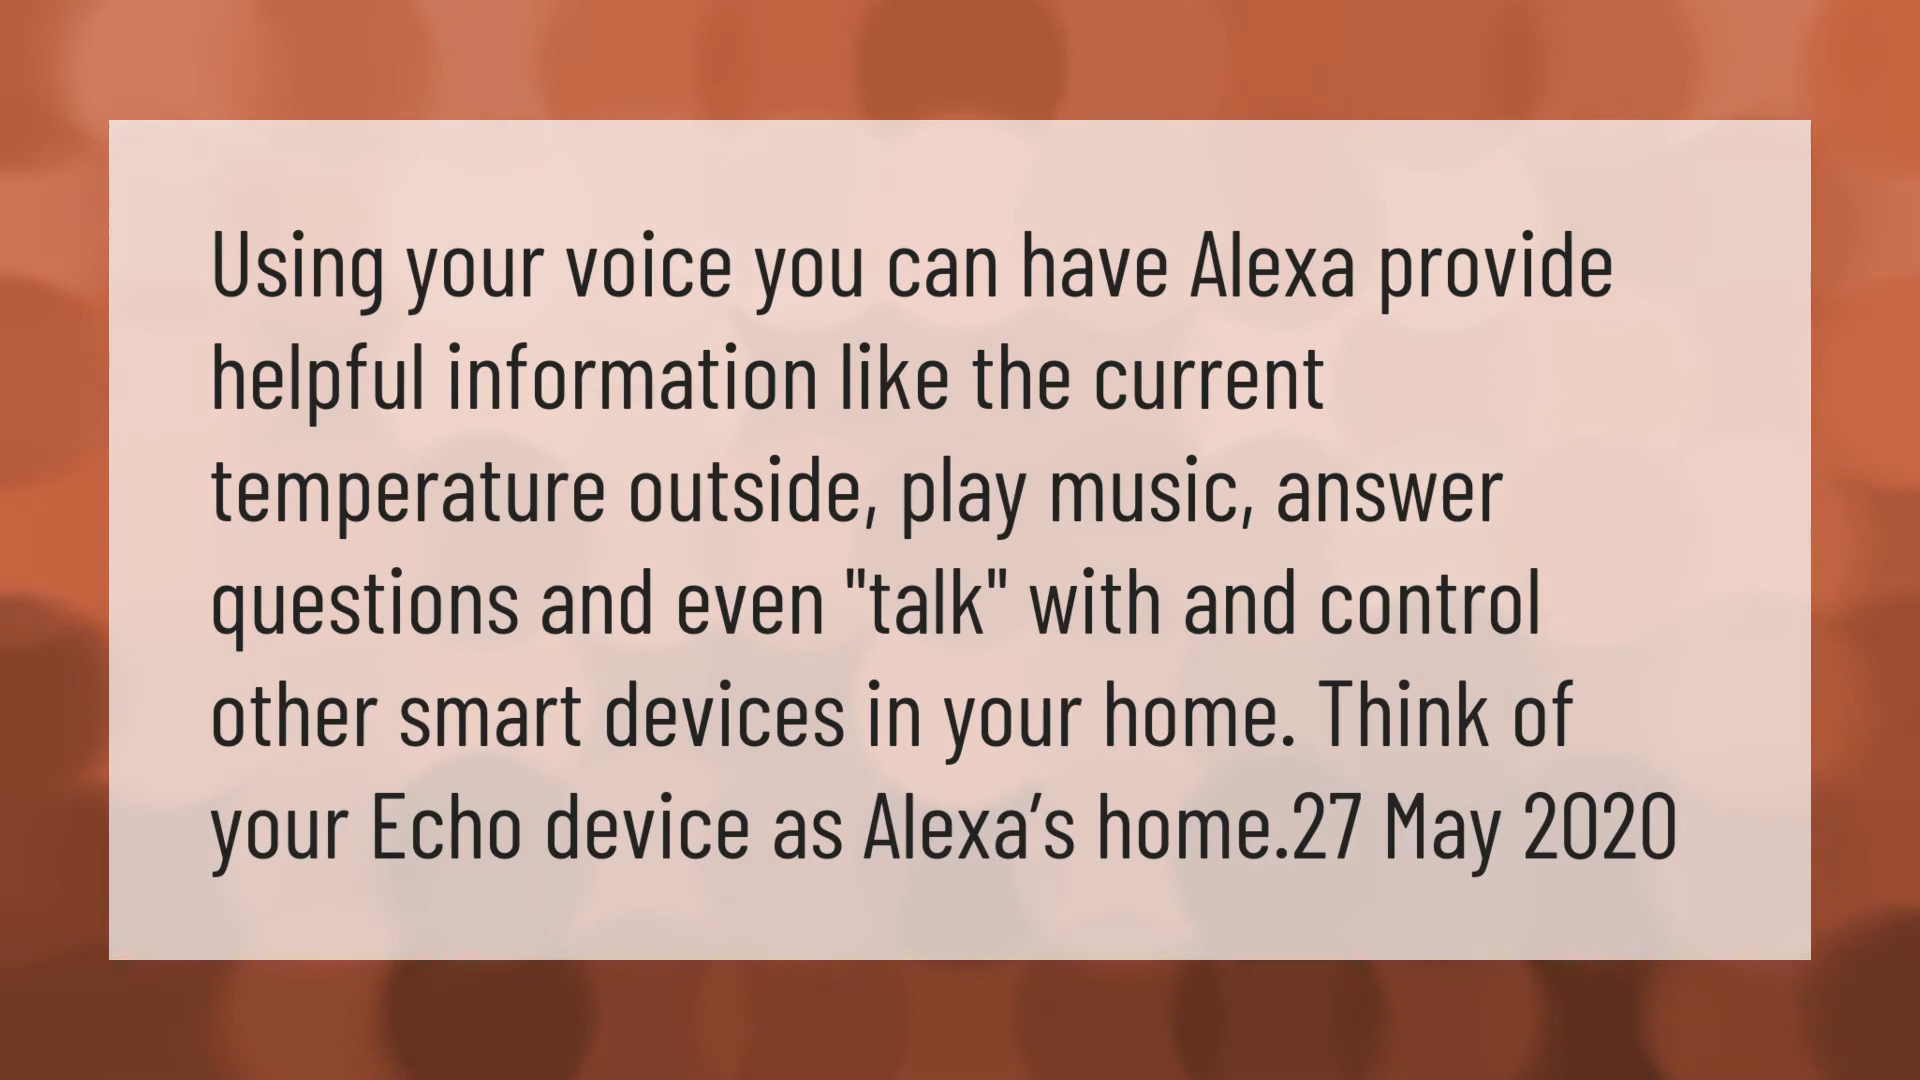 Using your voice you can have Alexa provide
helpful information like the current
temperature outside, play music, answer
questions and even "talk" with and control
other smart devices in your home. Think of
your Echo device as Alexa’s home.27 May 2020